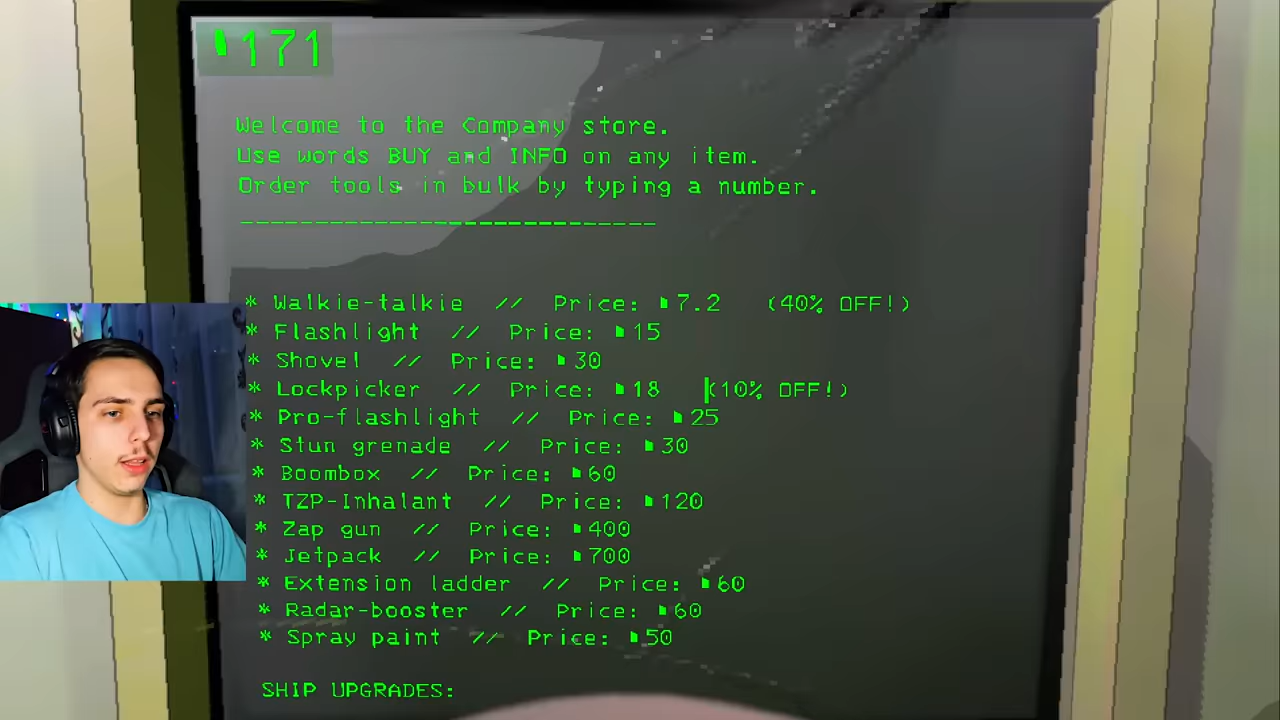 171
Welcome to the Company store.
Use words BUY and INFO on any item.
Order tools in bulk by typing a number.
____________________________
* Walkie-talkie // Price: 7.2 (40% OFF!)
* Flashlight // Price: 15
* Shovel // Price: 30
* Lockpicker // Price: 18 (10% OFF!)
* Pro-flashlight // Price: 25
* Stun grenade // Price: 30
* Boombox // Price: 60
* TZP-Inhalant // Price: 120
* Zap gun // Price: 400
* Jetpack // Price: 700
* Extension ladder // Price: 60
* Radar-booster // Price: 60
* Spray paint // Price: 50
SHIP UPGRADES: